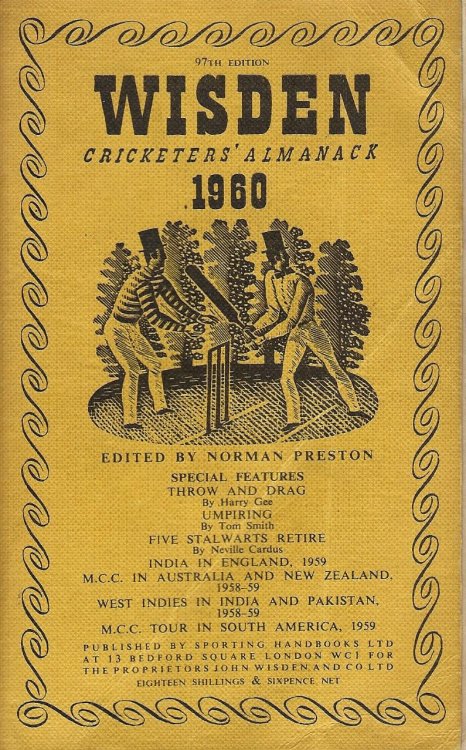 97TH EDITION
WISDEN
CRICKETERS' ALMANACK
1960
EDITED BY NORMAN PRESTON
SPECIAL FEATURES
THROW AND DRAG
By Harry Gee
UMPIRING
By Tom Smith
FIVE STALWARTS RETIRE
By Neville Cardus
INDIA IN ENGLAND, 1959
M.C.C. IN AUSTRALIA AND NEW ZEALAND,
1958-59
WEST INDIES IN INDIA AND PAKISTAN,
1958-59
M.C.C. TOUR IN SOUTH AMERICA, 1959
PUBLISHED BY SPORTING HANDBOOKS LTD
AT 13 BEDFORD SQUARE LONDON WC1 FOR
THE PROPRIETORS JOHN WISDEN AND CO LTD
EIGHTEEN SHILLINGS & SIXPENCE NET